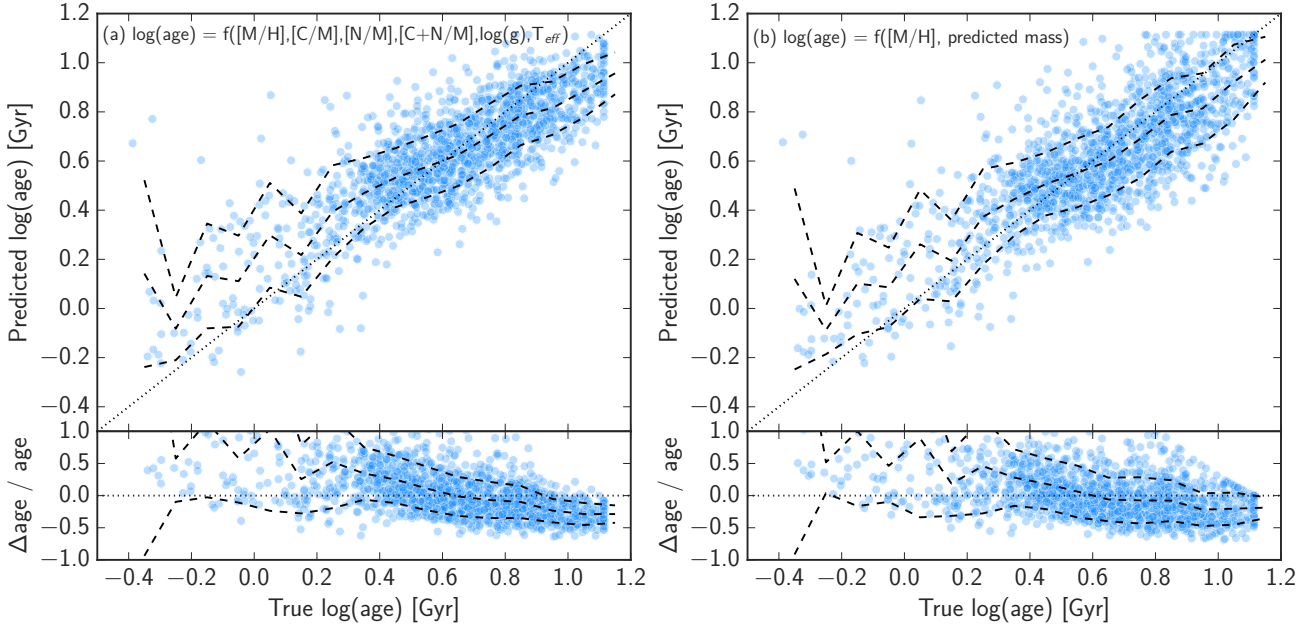 (a) log(age) = f([M/H],[C/M],[N/M],[C+N/M],log(g),T_eff)
Predicted log(age) [Gyr]
1.2
1.0
0.8
0.6
0.4
0.2
0.0
−0.2
−0.4
Δage / age
1.0
0.5
0.0
−0.5
−1.0
−0.4 −0.2 0.0 0.2 0.4 0.6 0.8 1.0 1.2
True log(age) [Gyr]
(b) log(age) = f([M/H], predicted mass)
Predicted log(age) [Gyr]
1.2
1.0
0.8
0.6
0.4
0.2
0.0
−0.2
−0.4
Δage / age
1.0
0.5
0.0
−0.5
−1.0
−0.4 −0.2 0.0 0.2 0.4 0.6 0.8 1.0 1.2
True log(age) [Gyr]